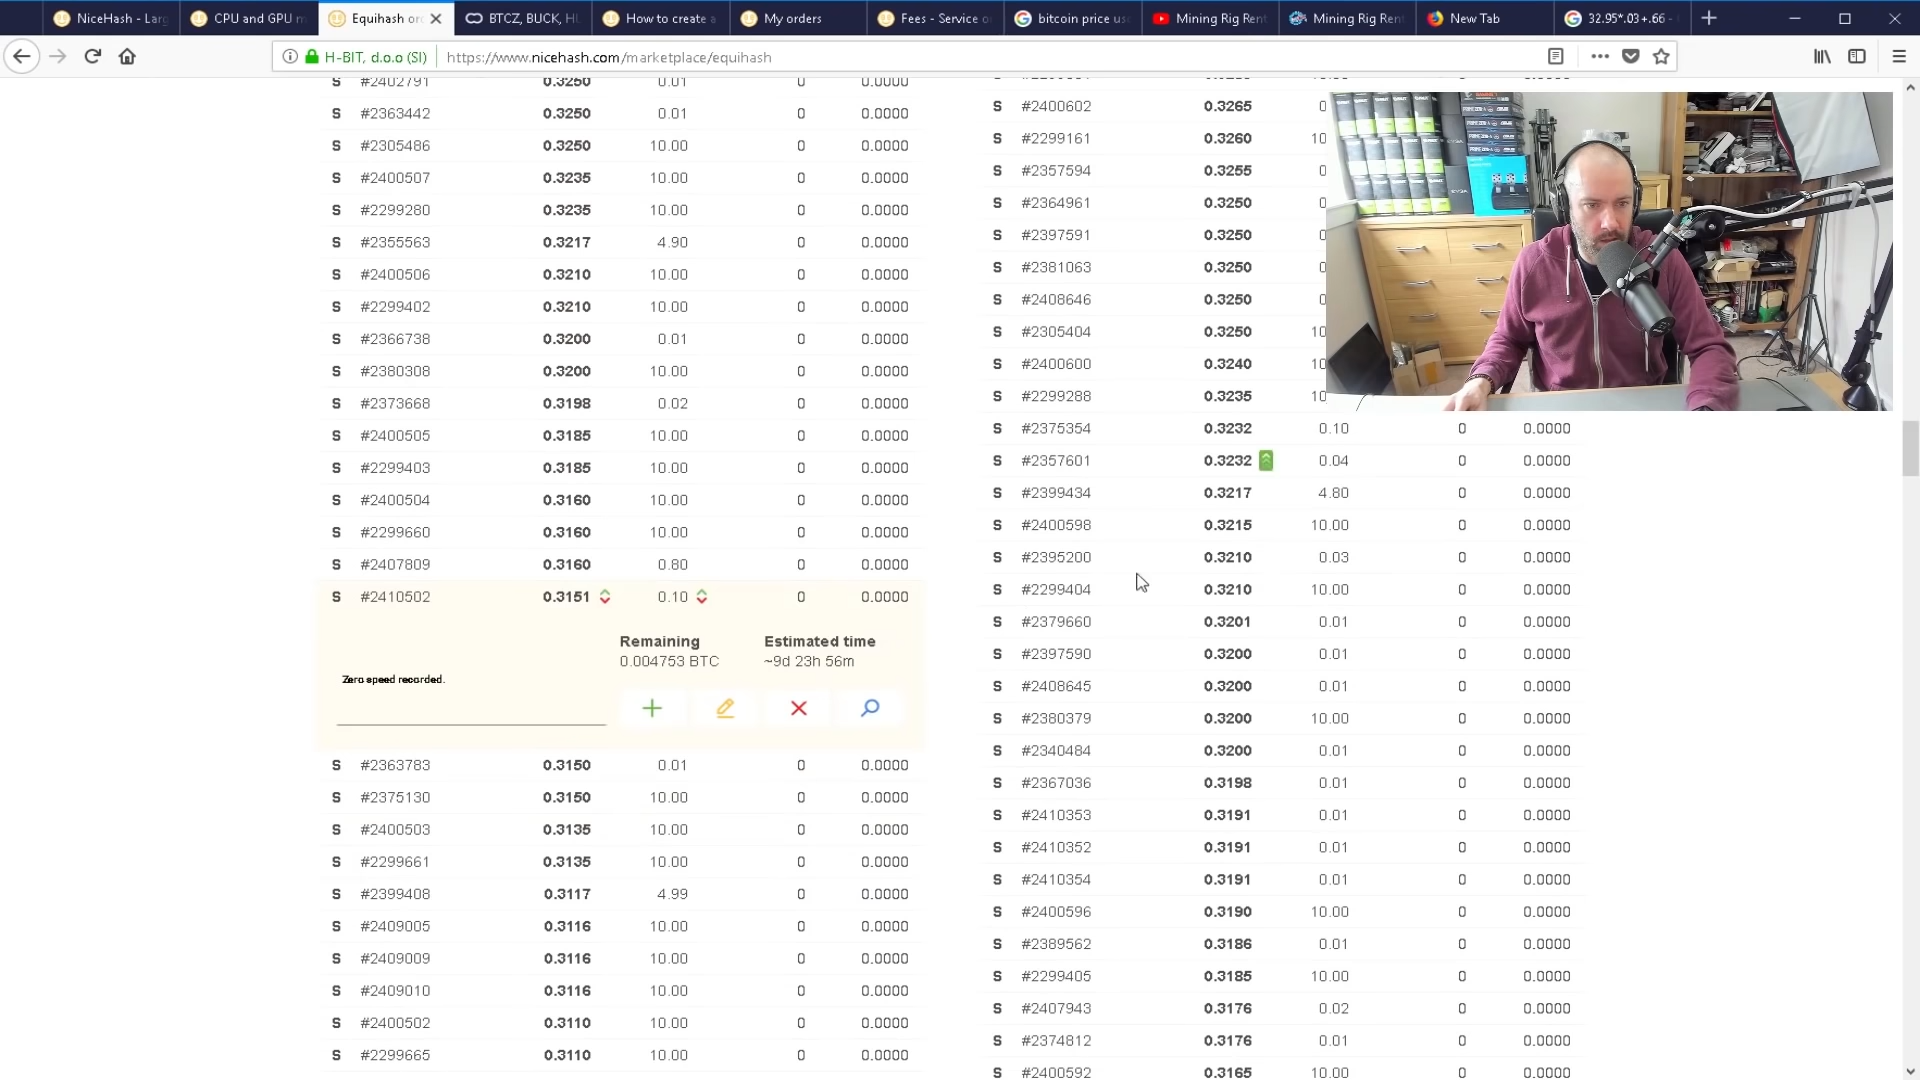 NiceHash - Larg
CPU and GPU m
Equihash or
BTCZ, BUCK, H
How to create a
My orders
Fees - Service o
bitcoin price us
Mining Rig Rent
Mining Rig Rent
New Tab
32.95*.03+.66 -
H-BIT, d.o.o (SI)
https://www.nicehash.com/marketplace/equihash
S #2402791 0.3250 0.01 0 0.0000
S #2363442 0.3250 0.01 0 0.0000
S #2305486 0.3250 10.00 0 0.0000
S #2400507 0.3235 10.00 0 0.0000
S #2299280 0.3235 10.00 0 0.0000
S #2355563 0.3217 4.90 0 0.0000
S #2400506 0.3210 10.00 0 0.0000
S #2299402 0.3210 10.00 0 0.0000
S #2366738 0.3200 0.01 0 0.0000
S #2380308 0.3200 10.00 0 0.0000
S #2373668 0.3198 0.02 0 0.0000
S #2400505 0.3185 10.00 0 0.0000
S #2299403 0.3185 10.00 0 0.0000
S #2400504 0.3160 10.00 0 0.0000
S #2299660 0.3160 10.00 0 0.0000
S #2407809 0.3160 0.80 0 0.0000
S #2410502 0.3151 0.10 0 0.0000
Remaining Estimated time
0.004753 BTC ~9d 23h 56m
Zero speed recorded.
S #2363783 0.3150 0.01 0 0.0000
S #2375130 0.3150 10.00 0 0.0000
S #2400503 0.3135 10.00 0 0.0000
S #2299661 0.3135 10.00 0 0.0000
S #2399408 0.3117 4.99 0 0.0000
S #2409005 0.3116 10.00 0 0.0000
S #2409009 0.3116 10.00 0 0.0000
S #2409010 0.3116 10.00 0 0.0000
S #2400502 0.3110 10.00 0 0.0000
S #2299665 0.3110 10.00 0 0.0000
S #2400602 0.3265 0
S #2299161 0.3260 10
S #2357594 0.3255 0
S #2364961 0.3250 0
S #2397591 0.3250 0
S #2381063 0.3250 0
S #2408646 0.3250 0
S #2305404 0.3250 10
S #2400600 0.3240 10
S #2299288 0.3235 10
S #2375354 0.3232 0.10 0 0.0000
S #2357601 0.3232 0.04 0 0.0000
S #2399434 0.3217 4.80 0 0.0000
S #2400598 0.3215 10.00 0 0.0000
S #2395200 0.3210 0.03 0 0.0000
S #2299404 0.3210 10.00 0 0.0000
S #2379660 0.3201 0.01 0 0.0000
S #2397590 0.3200 0.01 0 0.0000
S #2408645 0.3200 0.01 0 0.0000
S #2380379 0.3200 10.00 0 0.0000
S #2340484 0.3200 0.01 0 0.0000
S #2367036 0.3198 0.01 0 0.0000
S #2410353 0.3191 0.01 0 0.0000
S #2410352 0.3191 0.01 0 0.0000
S #2410354 0.3191 0.01 0 0.0000
S #2400596 0.3190 10.00 0 0.0000
S #2389562 0.3186 0.01 0 0.0000
S #2299405 0.3185 10.00 0 0.0000
S #2407943 0.3176 0.02 0 0.0000
S #2374812 0.3176 0.01 0 0.0000
S #2400592 0.3165 10.00 0 0.0000